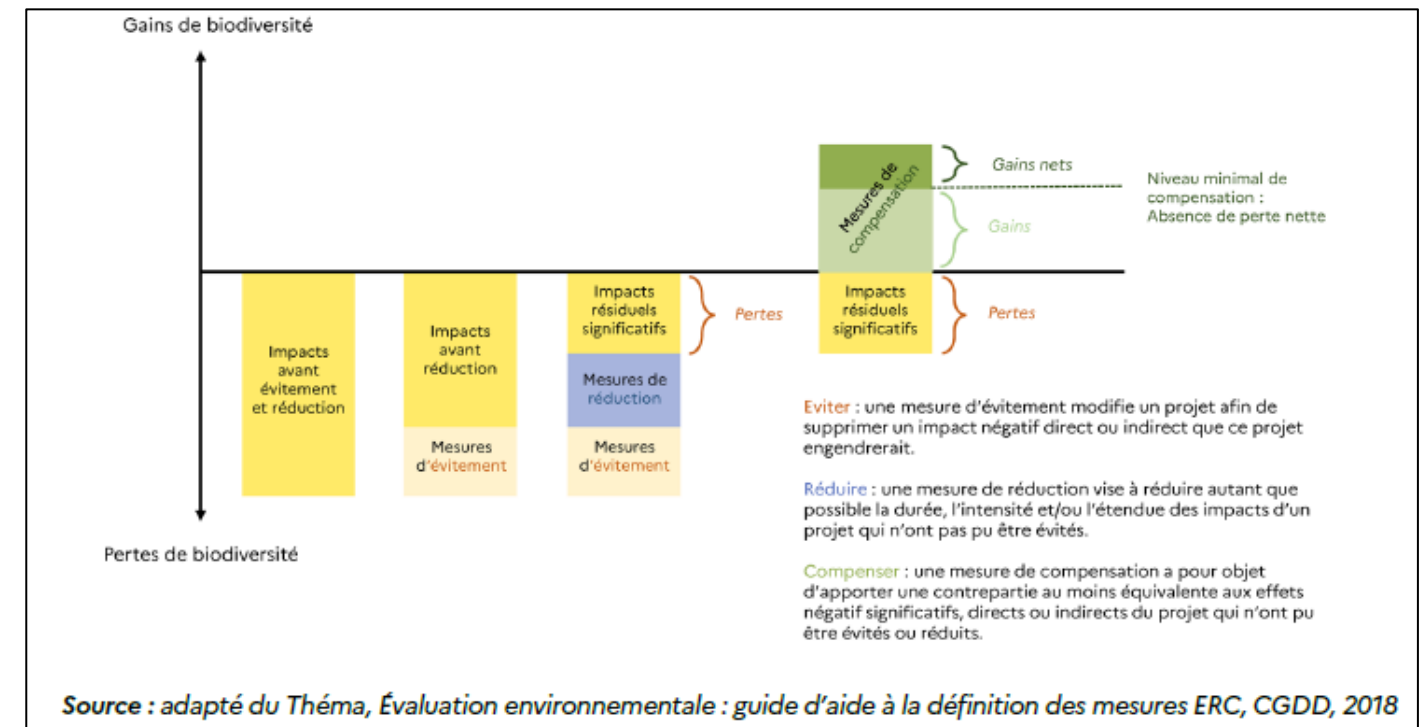 Gains de biodiversité
Mesures de
compensation
Gains nets
Niveau minimal de
compensation :
Absence de perte nette
Gains
Impacts
avant
évitement
et réduction
Impacts
avant
réduction
Mesures
d'évitement
Impacts
résiduels
significatifs
Pertes
Mesures de
réduction
Mesures
d'évitement
Impacts
résiduels
significatifs
Pertes
Pertes de biodiversité
Eviter : une mesure d'évitement modifie un projet afin de
supprimer un impact négatif direct ou indirect que ce projet
engendrerait.
Réduire : une mesure de réduction vise à réduire autant que
possible la durée, l'intensité et/ou l'étendue des impacts d'un
projet qui n'ont pas pu être évités.
Compenser : une mesure de compensation a pour objet
d'apporter une contrepartie au moins équivalente aux effets
négatif significatifs, directs ou indirects du projet qui n'ont pu
être évités ou réduits.
Source : adapté du Théma, Évaluation environnementale : guide d'aide à la définition des mesures ERC, CGDD, 2018